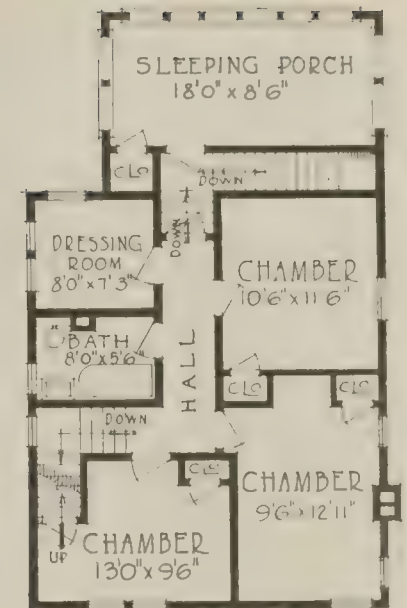 SLEEPING PORCH
18'0" x 8'6"
CLO
DOWN
DOWN
DRESSING
ROOM
8'0" x 7'3"
CHAMBER
10'6" x 11'6"
BATH
8'0" x 5'6"
HALL
CLO
CLO
DOWN
CLO
CHAMBER
9'6" x 12'11"
UP
CHAMBER
13'0" x 9'6"